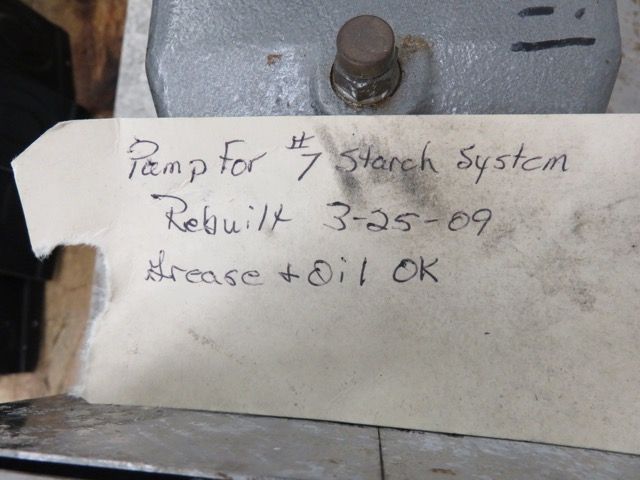 Pump For #7 Starch System
Rebuilt 3-25-09
Grease + Oil OK